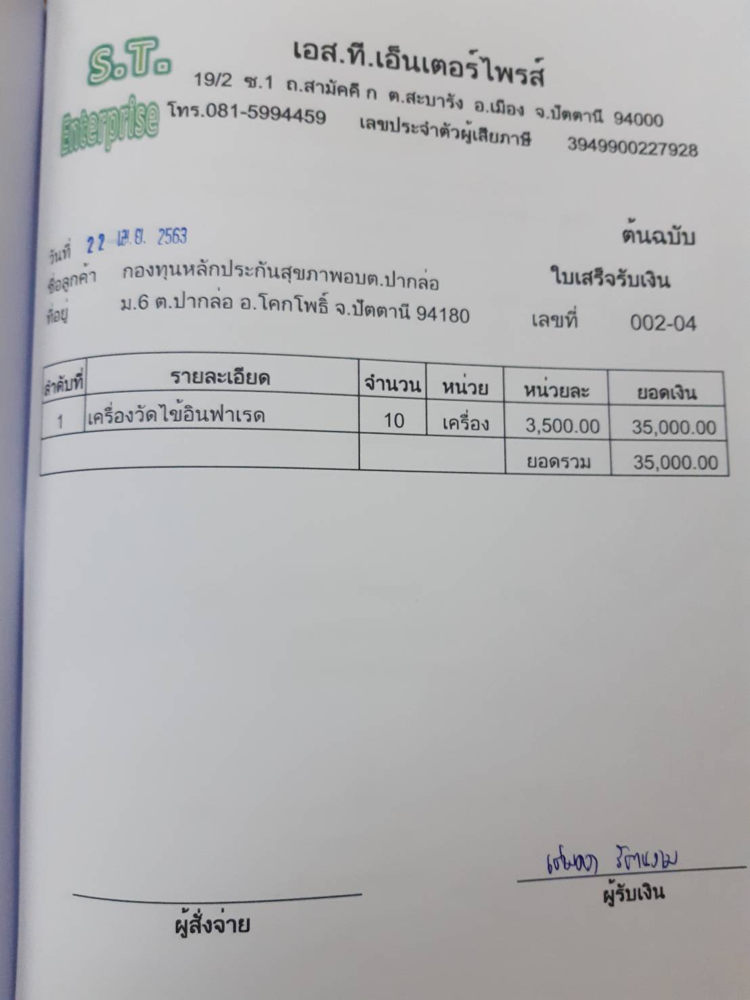 S.T.
Enterprise
เอส.ที.เอ็นเตอร์ไพรส์
19/2 ซ.1 ถ.สามัคคี ก ต.สะบารัง อ.เมือง จ.ปัตตานี 94000
โทร.081-5994459 เลขประจำตัวผู้เสียภาษี 3949900227928
ต้นฉบับ
วันที่ 22 เม.ย. 2563
ชื่อลูกค้า กองทุนหลักประกันสุขภาพอบต.ปากล่อ ใบเสร็จรับเงิน
ที่อยู่ ม.6 ต.ปากล่อ อ.โคกโพธิ์ จ.ปัตตานี 94180 เลขที่ 002-04
ลำดับที่ รายละเอียด จำนวน หน่วย หน่วยละ ยอดเงิน
1 เครื่องวัดไข้อินฟาเรด 10 เครื่อง 3,500.00 35,000.00
ยอดรวม 35,000.00
ผู้รับเงิน
ผู้สั่งจ่าย